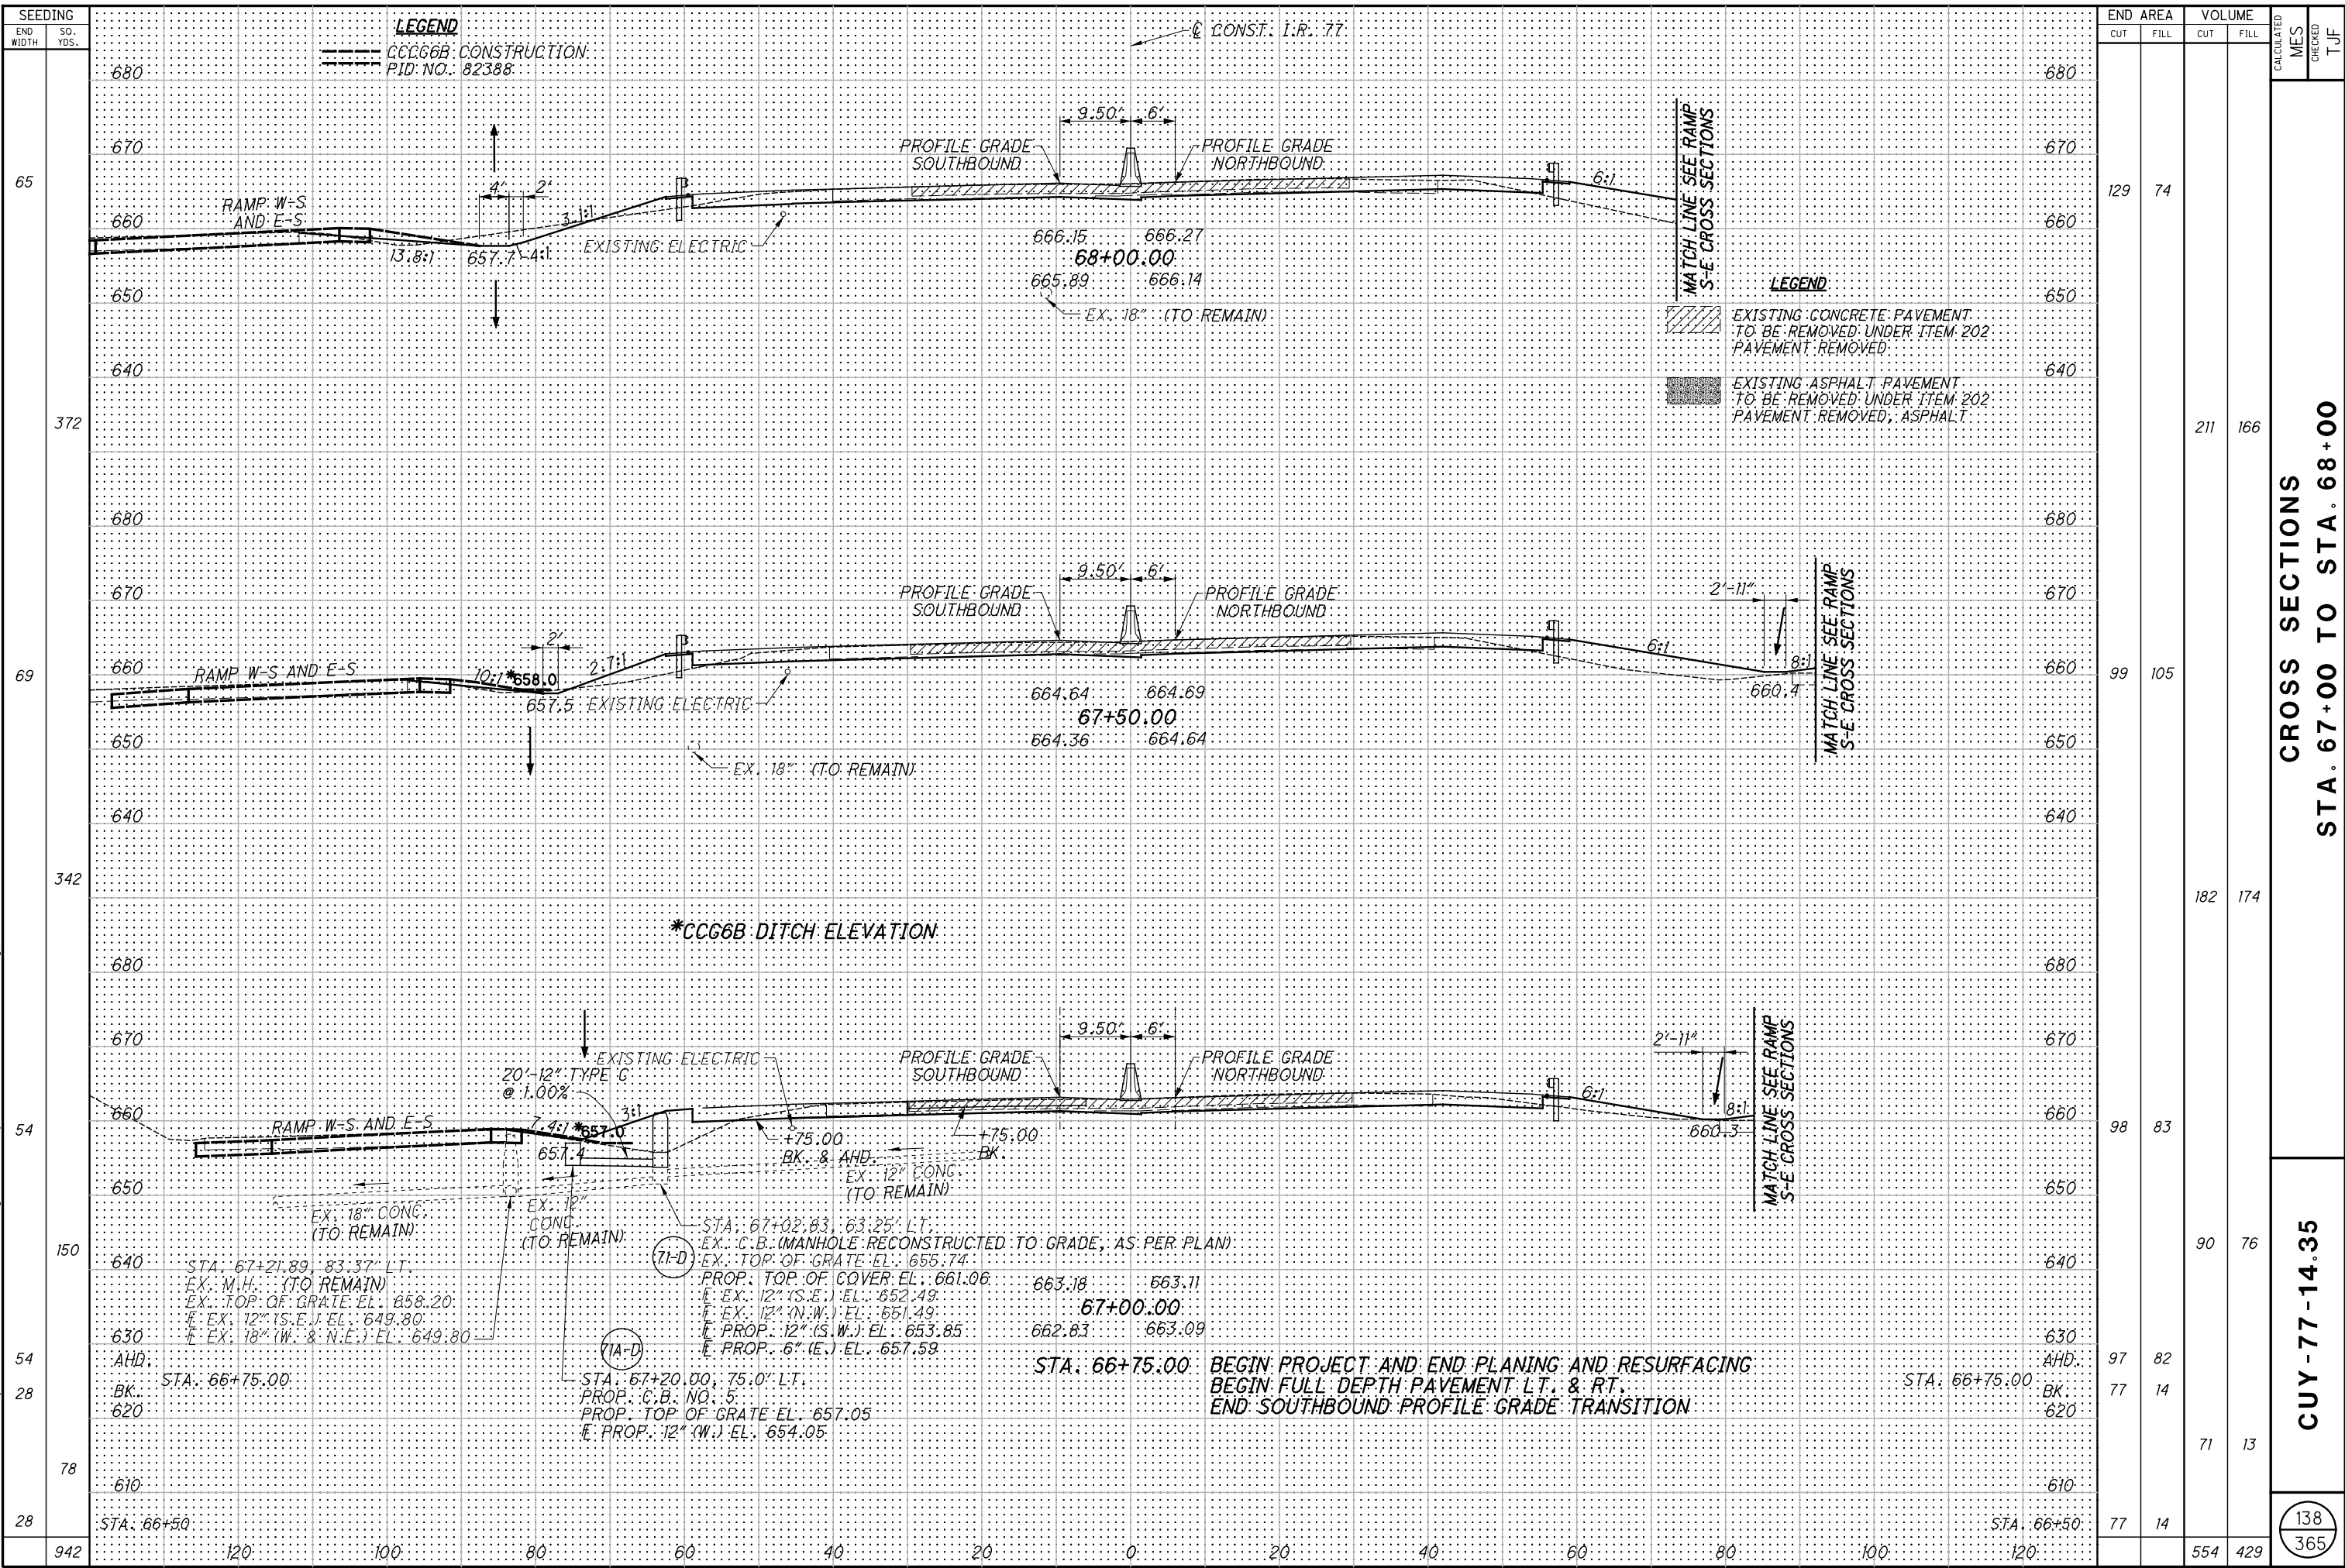 SEEDING
END WIDTH
SQ. YDS.
LEGEND
CCCG6B CONSTRUCTION
PID NO. 82388
℄ CONST. I.R. 77
END AREA
VOLUME
CUT FILL CUT FILL
CALCULATED
MES
CHECKED
TJF
680 680
9.50' 6'
670 670
PROFILE GRADE
SOUTHBOUND
PROFILE GRADE
NORTHBOUND
MATCH LINE SEE RAMP
S-E CROSS SECTIONS
65
4' 2'
6:1
129 74
RAMP W-S
AND E-S
3.1:1
660 660
EXISTING ELECTRIC
13.8:1
657.7
4:1
666.15 666.27
68+00.00
665.89 666.14
650 650
EX. 18" (TO REMAIN)
LEGEND
EXISTING CONCRETE PAVEMENT
TO BE REMOVED UNDER ITEM 202
PAVEMENT REMOVED
640 640
EXISTING ASPHALT PAVEMENT
TO BE REMOVED UNDER ITEM 202
PAVEMENT REMOVED, ASPHALT
372
211 166
680 680
9.50' 6'
670 670
PROFILE GRADE
SOUTHBOUND
PROFILE GRADE
NORTHBOUND
2'-11"
MATCH LINE SEE RAMP
S-E CROSS SECTIONS
2'
2.7:1
6:1
8:1
660 660
69
RAMP W-S AND E-S
10:1
*658.0
657.5
EXISTING ELECTRIC
664.64 664.69
67+50.00
664.36 664.64
660.4
99 105
650 650
EX. 18" (TO REMAIN)
640 640
342
182 174
*CCG6B DITCH ELEVATION
680 680
9.50' 6'
670 670
EXISTING ELECTRIC
PROFILE GRADE
SOUTHBOUND
PROFILE GRADE
NORTHBOUND
2'-11"
MATCH LINE SEE RAMP
S-E CROSS SECTIONS
20'-12" TYPE C
@ 1.00%
3:1
6:1
8:1
660 660
54
RAMP W-S AND E-S
7.4:1
*657.0
657.4
+75.00
BK. & AHD.
+75.00
BK.
660.3
98 83
EX. 12" CONC.
(TO REMAIN)
650 650
EX. 18" CONC.
(TO REMAIN)
EX. 12"
CONC.
(TO REMAIN)
150
90 76
71-D
STA. 67+02.83, 63.25' LT.
EX. C.B. (MANHOLE RECONSTRUCTED TO GRADE, AS PER PLAN)
EX. TOP OF GRATE EL. 655.74
PROP. TOP OF COVER EL. 661.06
℄ EX. 12" (S.E.) EL. 652.49
℄ EX. 12" (N.W.) EL. 651.49
℄ PROP. 12" (S.W.) EL. 653.85
℄ PROP. 6" (E.) EL. 657.59
640 640
STA. 67+21.89, 83.37' LT.
EX. M.H. (TO REMAIN)
EX. TOP OF GRATE EL. 658.20
℄ EX. 12" (S.E.) EL. 649.80
℄ EX. 18" (W. & N.E.) EL. 649.80
663.18 663.11
67+00.00
662.83 663.09
630 630
71A-D
STA. 67+20.00, 75.0' LT.
PROP. C.B. NO. 5
PROP. TOP OF GRATE EL. 657.05
℄ PROP. 12" (W.) EL. 654.05
STA. 66+75.00 BEGIN PROJECT AND END PLANING AND RESURFACING
BEGIN FULL DEPTH PAVEMENT LT. & RT.
END SOUTHBOUND PROFILE GRADE TRANSITION
54 AHD.
STA. 66+75.00
28 BK.
AHD. 97 82
STA. 66+75.00
BK. 77 14
620 620
71 13
78
610 610
28 STA. 66+50
STA. 66+50 77 14
942
120 100 80 60 40 20 0 20 40 60 80 100 120
554 429
CROSS SECTIONS
STA. 67+00 TO STA. 68+00
CUY-77-14.35
138
365